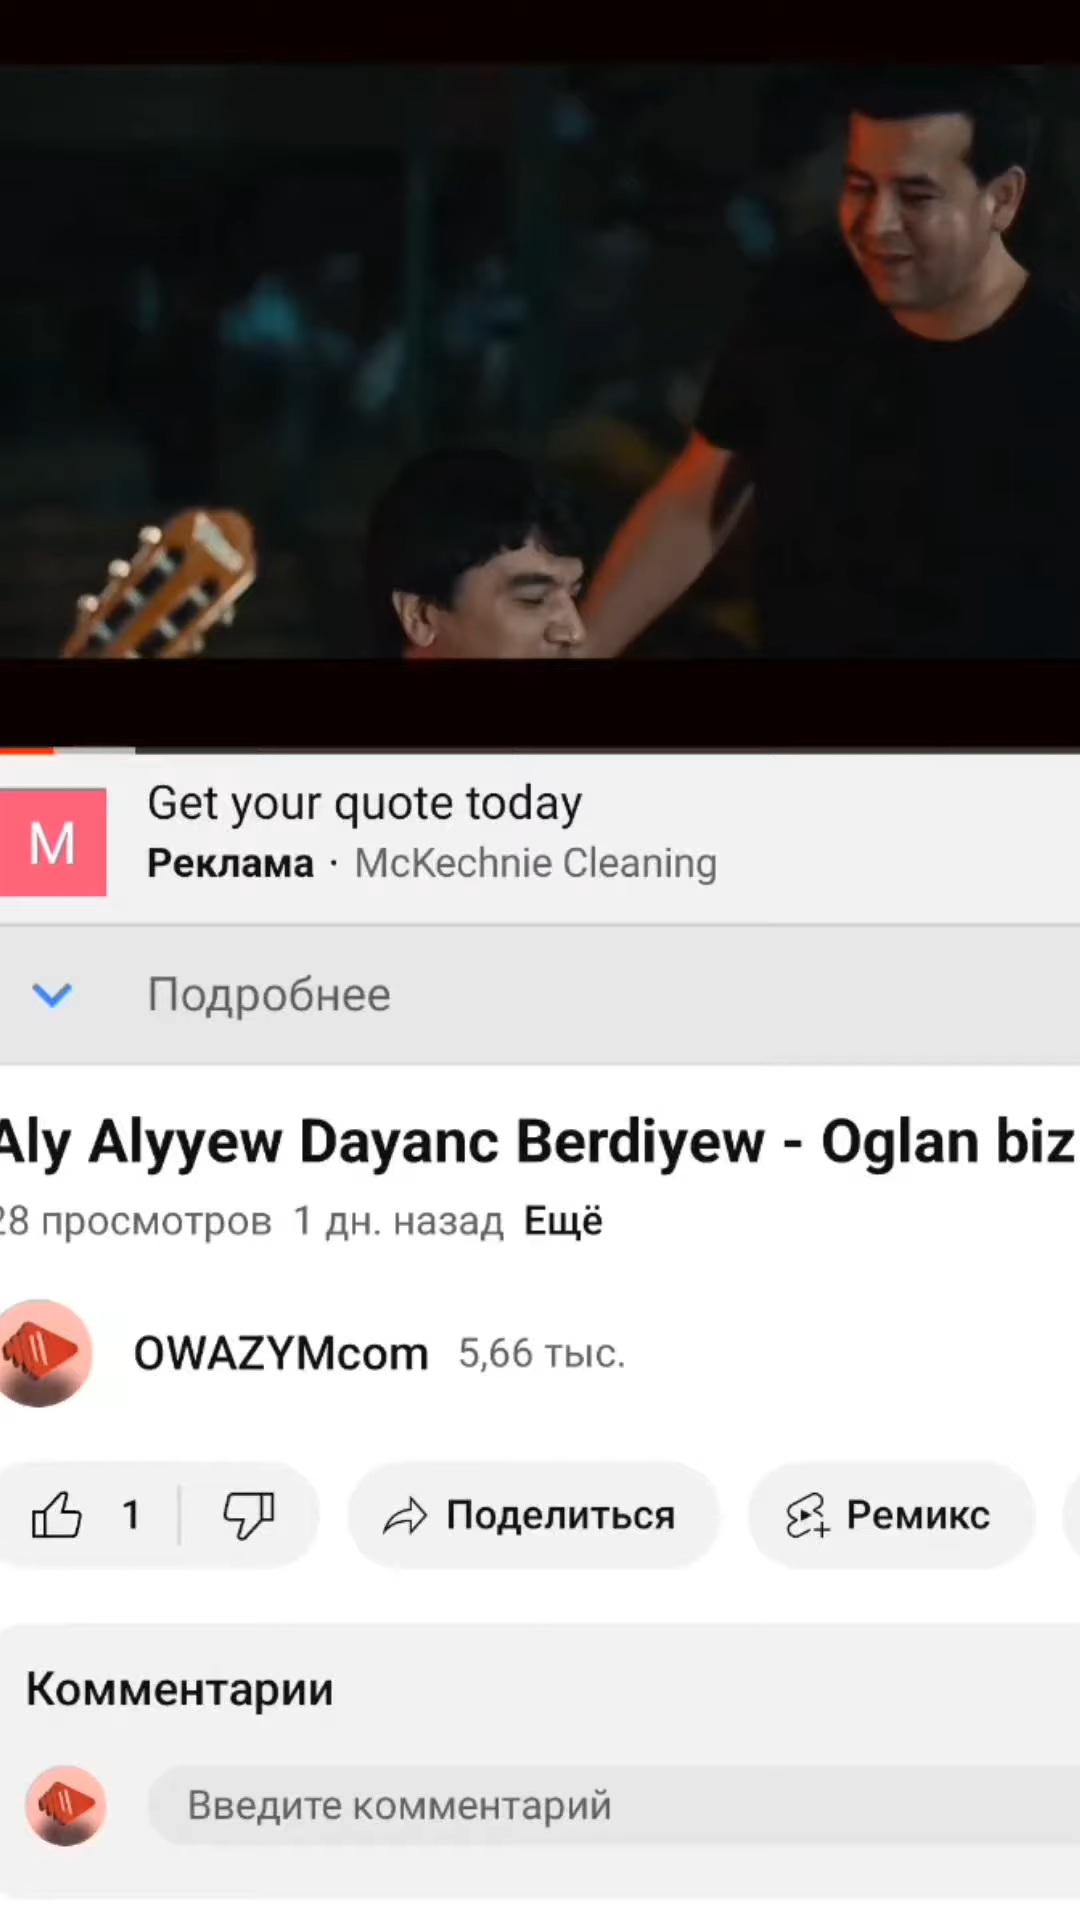 Get your quote today
M
Реклама · McKechnie Cleaning
Подробнее
Aly Alyyew Dayanc Berdiyew - Oglan biz
28 просмотров 1 дн. назад Ещё
OWAZYMcom 5,66 тыс.
1 Поделиться Ремикс
Комментарии
Введите комментарий